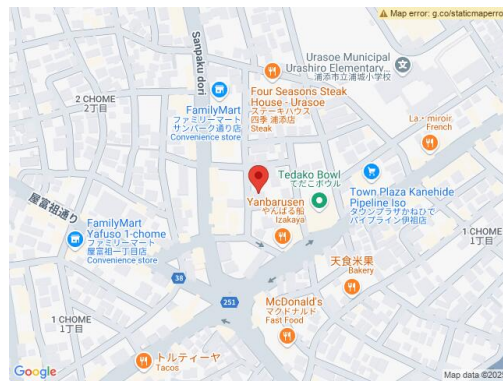 Map error: g.co/staticmaperro
Sanpaku dori
Urasoe Municipal
Urashiro Elementary...
浦添市立浦城小学校
2 CHOME
2丁目
FamilyMart
ファミリーマート
サンパーク通り店
Convenience store
Four Seasons Steak
House - Urasoe
ステーキハウス
四季 浦添店
Steak
La・miroir
French
屋富祖通り
Tedako Bowl
てだこボウル
Yanbarusen
やんばる船
Izakaya
Town Plaza Kanehide
Pipeline Iso
タウンプラザかねひで
パイプライン伊祖店
FamilyMart
Yafuso 1-chome
ファミリーマート
屋富祖一丁目店
Convenience store
38
251
天食米果
Bakery
McDonald's
マクドナルド
Fast Food
1 CHOME
1丁目
1 CHOME
1丁目
トルティーヤ
Tacos
Google
Map data ©202